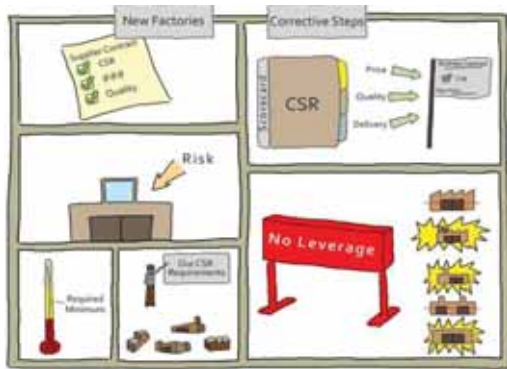 New Factories
Supplier Contract
CSR
###
Quality
Risk
Required
Minimum
Our CSR
Requirements
Corrective Steps
Scorecard
CSR
Price
Quality
Delivery
No Leverage